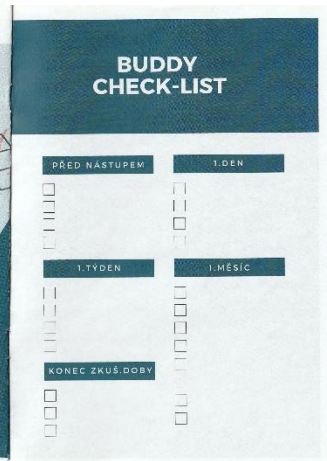 BUDDY
CHECK-LIST
PŘED NÁSTUPEM
1.DEN
1.TÝDEN
1.MĚSÍC
KONEC ZKUŠ.DOBY